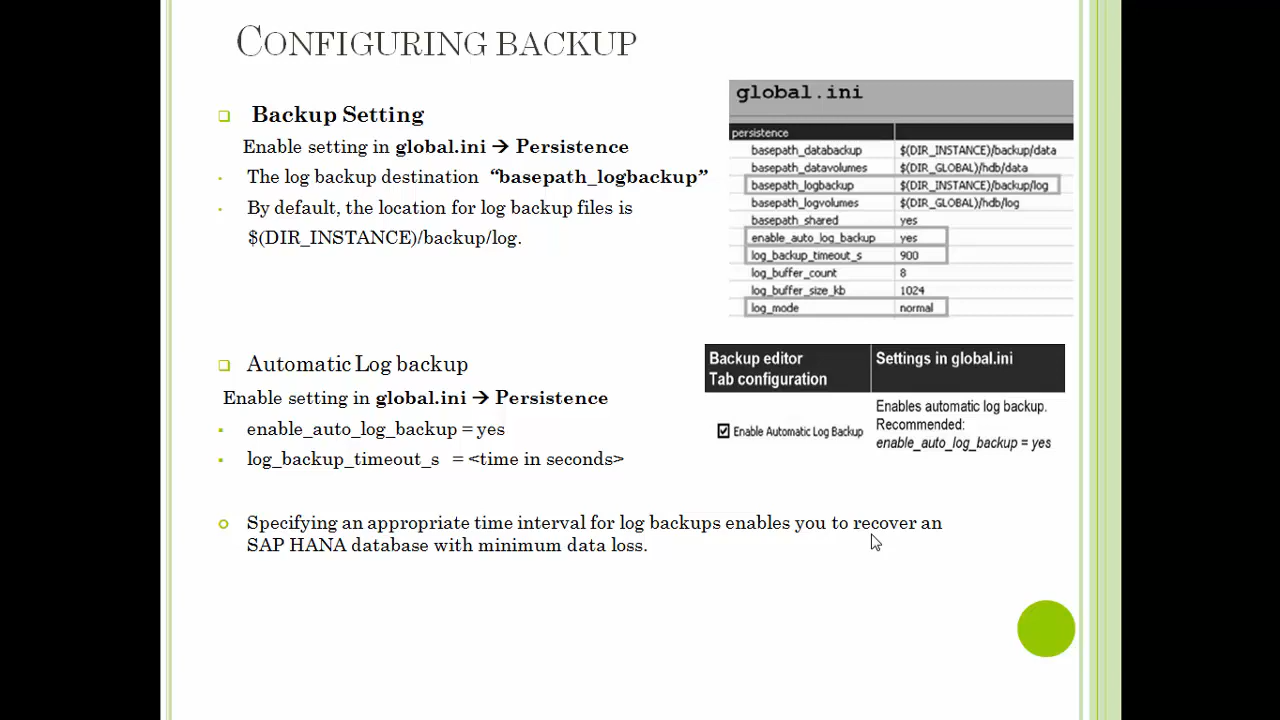 CONFIGURING BACKUP
Backup Setting
Enable setting in global.ini → Persistence
The log backup destination “basepath_logbackup”
By default, the location for log backup files is
$(DIR_INSTANCE)/backup/log.
global.ini
persistence
basepath_databackup $(DIR_INSTANCE)/backup/data
basepath_datavolumes $(DIR_GLOBAL)/hdb/data
basepath_logbackup $(DIR_INSTANCE)/backup/log
basepath_logvolumes $(DIR_GLOBAL)/hdb/log
basepath_shared yes
enable_auto_log_backup yes
log_backup_timeout_s 900
log_buffer_count 8
log_buffer_size_kb 1024
log_mode normal
Automatic Log backup
Enable setting in global.ini → Persistence
enable_auto_log_backup = yes
log_backup_timeout_s = <time in seconds>
Backup editor
Tab configuration
Settings in global.ini
Enable Automatic Log Backup
Enables automatic log backup.
Recommended:
enable_auto_log_backup = yes
Specifying an appropriate time interval for log backups enables you to recover an
SAP HANA database with minimum data loss.